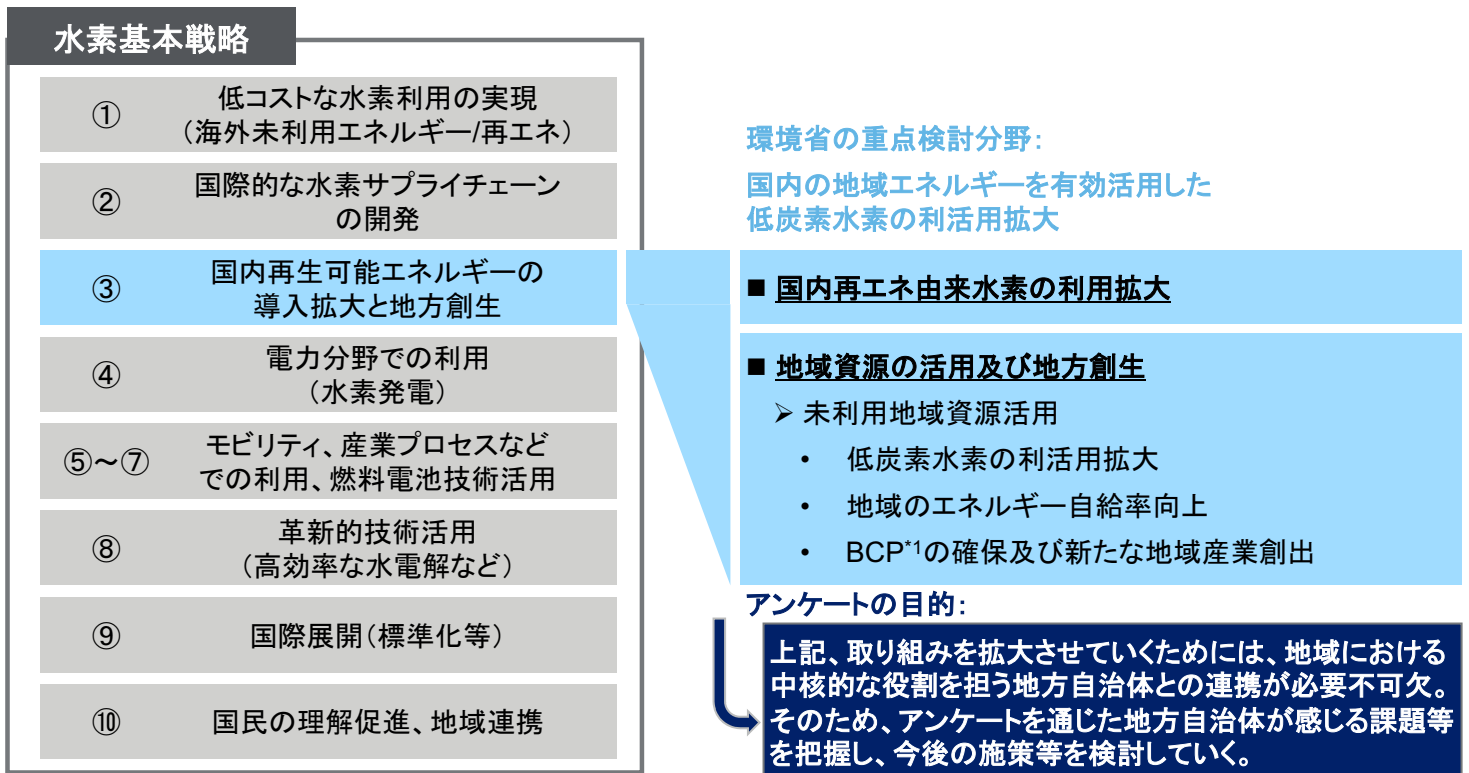 水素基本戦略
①
低コストな水素利用の実現
（海外未利用エネルギー/再エネ）
②
国際的な水素サプライチェーン
の開発
③
国内再生可能エネルギーの
導入拡大と地方創生
④
電力分野での利用
（水素発電）
⑤～⑦
モビリティ、産業プロセスなど
での利用、燃料電池技術活用
⑧
革新的技術活用
（高効率な水電解など）
⑨
国際展開（標準化等）
⑩
国民の理解促進、地域連携
環境省の重点検討分野：
国内の地域エネルギーを有効活用した
低炭素水素の利活用拡大
■ 国内再エネ由来水素の利用拡大
■ 地域資源の活用及び地方創生
➢ 未利用地域資源活用
• 低炭素水素の利活用拡大
• 地域のエネルギー自給率向上
• BCP*1の確保及び新たな地域産業創出
アンケートの目的：
上記、取り組みを拡大させていくためには、地域における
中核的な役割を担う地方自治体との連携が必要不可欠。
そのため、アンケートを通じた地方自治体が感じる課題等
を把握し、今後の施策等を検討していく。